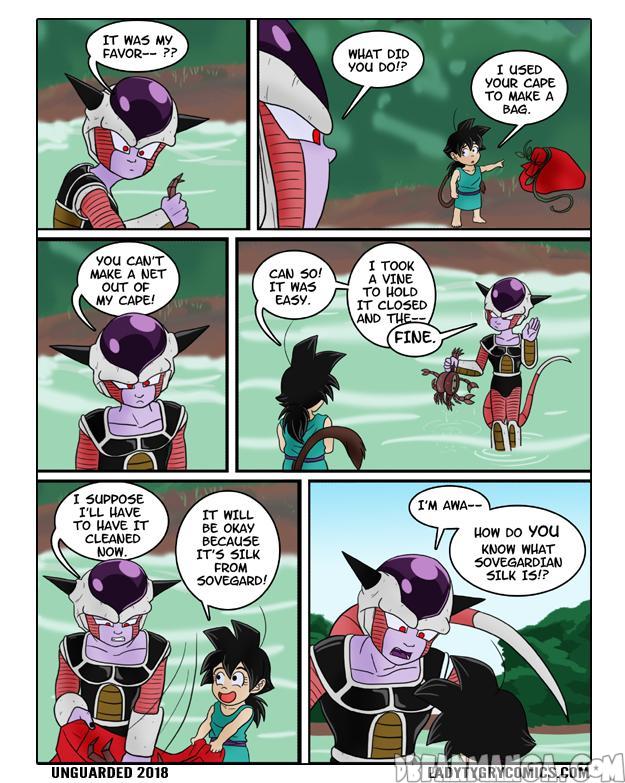 IT WAS MY
FAVOR-- ??
WHAT DID
YOU DO!?
I USED
YOUR CAPE
TO MAKE A
BAG.
YOU CAN'T
MAKE A NET
OUT OF
MY CAPE!
CAN SO!
IT WAS
EASY.
I TOOK
A VINE
TO HOLD
IT CLOSED
AND THE--
FINE.
I SUPPOSE
I'LL HAVE
TO HAVE IT
CLEANED
NOW.
IT WILL
BE OKAY
BECAUSE
IT'S SILK
FROM
SOVEGARD!
I'M AWA--
HOW DO YOU
KNOW WHAT
SOVEGARDIAN
SILK IS!?
UNGUARDED 2018
LADYTYGRYCOMICS.COM
DBZANMANGA.COM